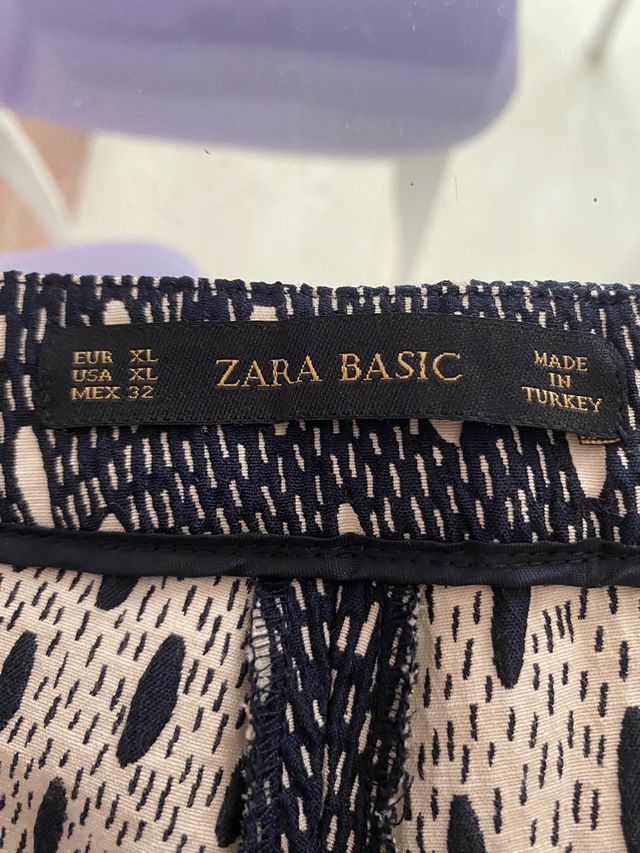 EUR XL
USA XL
MEX 32
ZARA BASIC
MADE
IN
TURKEY